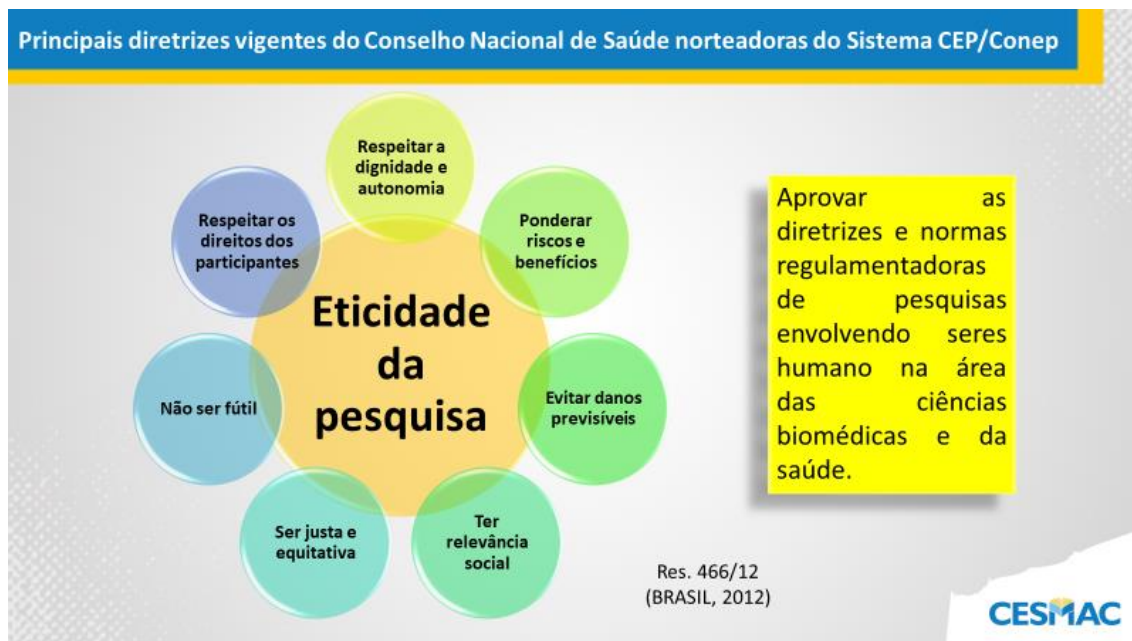 Principais diretrizes vigentes do Conselho Nacional de Saúde norteadoras do Sistema CEP/Conep
Respeitar a
dignidade e
autonomia
Ponderar
riscos e
benefícios
Evitar danos
previsíveis
Ter
relevância
social
Ser justa e
equitativa
Não ser fútil
Respeitar os
direitos dos
participantes
Eticidade
da
pesquisa
Aprovar as
diretrizes e normas
regulamentadoras
de pesquisas
envolvendo seres
humano na área
das ciências
biomédicas e da
saúde.
Res. 466/12
(BRASIL, 2012)
CESMAC